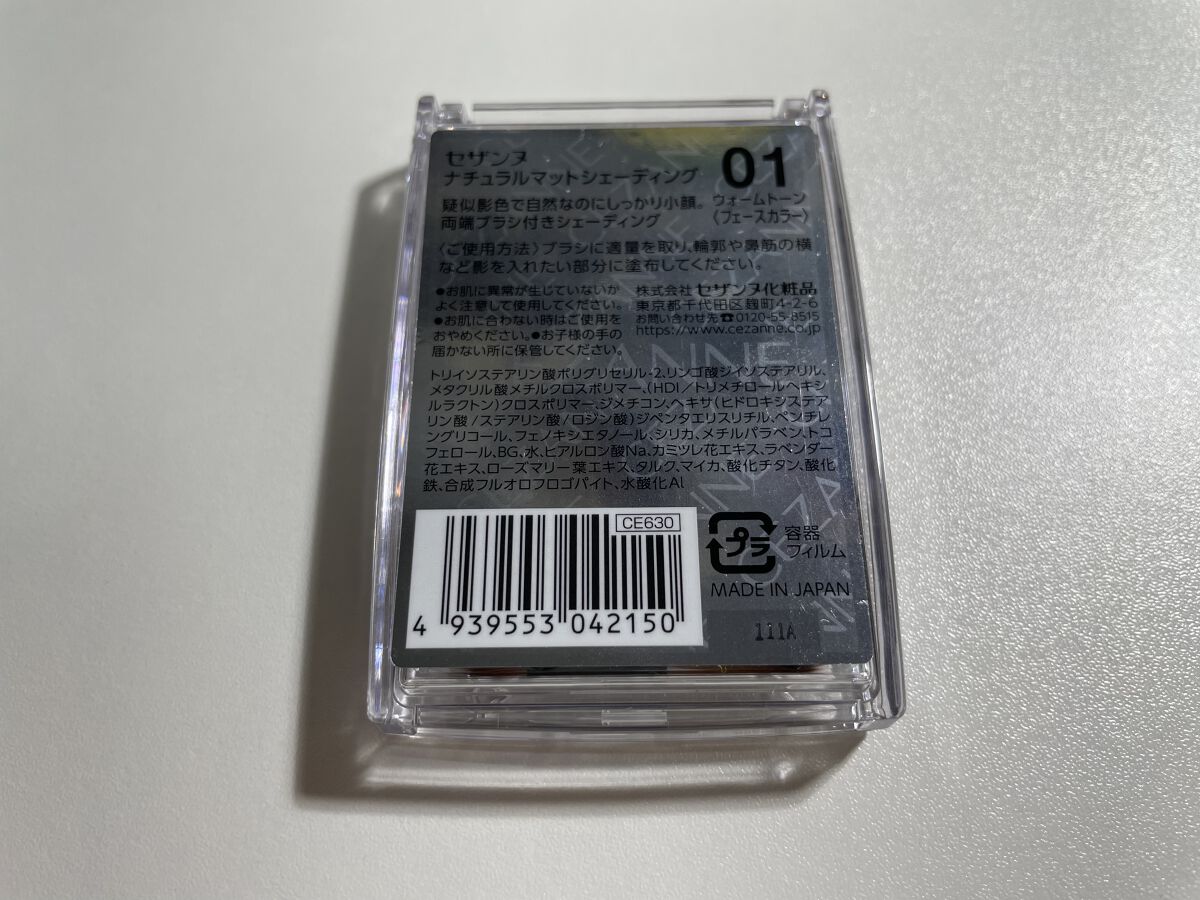 セザンヌ
ナチュラルマットシェーディング
01
疑似影色で自然なのにしっかり小顔。
両端ブラシ付きシェーディング
ウォームトーン
〈フェースカラー〉
〈ご使用方法〉ブラシに適量を取り、輪郭や鼻筋の横
など影を入れたい部分に塗布してください。
●お肌に異常が生じていないか
よく注意して使用してください。
●お肌に合わない時はご使用を
おやめください。●お子様の手の
届かない所に保管してください。
株式会社セザンヌ化粧品
東京都千代田区麹町4-2-6
お問い合わせ先☎0120-55-8515
https://www.cezanne.co.jp
トリイソステアリン酸ポリグリセリル-2、リンゴ酸ジイソステアリル、
メタクリル酸メチルクロスポリマー、(HDI/トリメチロールヘキシ
ルラクトン)クロスポリマー、ジメチコン、ヘキサ(ヒドロキシステア
リン酸/ステアリン酸/ロジン酸)ジペンタエリスリチル、ペンチレ
ングリコール、フェノキシエタノール、シリカ、メチルパラベン、トコ
フェロール、BG、水、ヒアルロン酸Na、カミツレ花エキス、ラベンダー
花エキス、ローズマリー葉エキス、タルク、マイカ、酸化チタン、酸化
鉄、合成フルオロフロゴパイト、水酸化Al
CE630
4 939553 042150
プラ
容器
フィルム
MADE IN JAPAN
111A